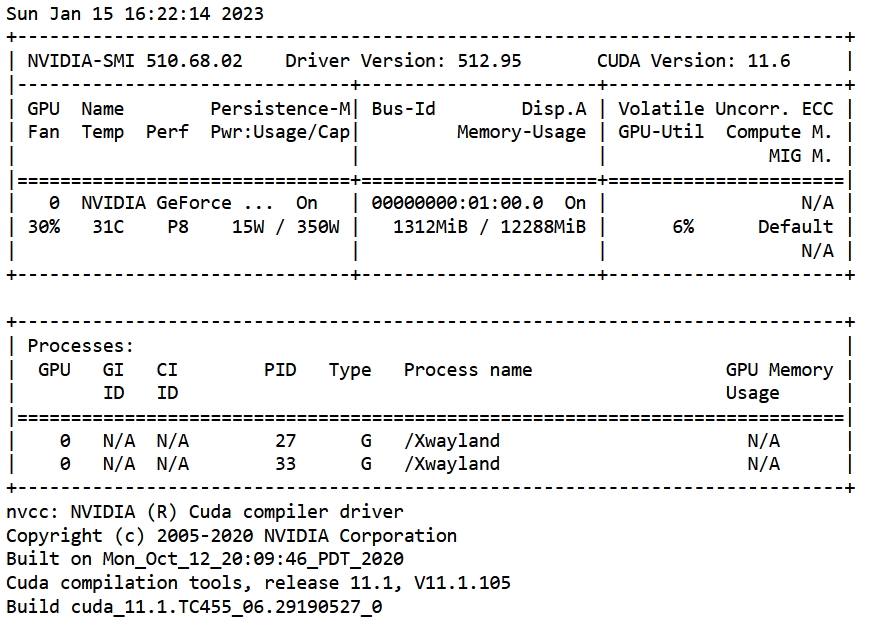 Sun Jan 15 16:22:14 2023
+-----------------------------------------------------------------------------+
| NVIDIA-SMI 510.68.02    Driver Version: 512.95       CUDA Version: 11.6     |
|-------------------------------+----------------------+----------------------+
| GPU  Name        Persistence-M| Bus-Id        Disp.A | Volatile Uncorr. ECC |
| Fan  Temp  Perf  Pwr:Usage/Cap|         Memory-Usage | GPU-Util  Compute M. |
|                               |                      |               MIG M. |
|===============================+======================+======================|
|   0  NVIDIA GeForce ...  On   | 00000000:01:00.0  On |                  N/A |
| 30%   31C    P8    15W / 350W |   1312MiB / 12288MiB |      6%      Default |
|                               |                      |                  N/A |
+-------------------------------+----------------------+----------------------+

+-----------------------------------------------------------------------------+
| Processes:                                                                  |
|  GPU   GI   CI        PID   Type   Process name                  GPU Memory |
|        ID   ID                                                   Usage      |
|=============================================================================|
|    0   N/A  N/A        27      G   /Xwayland                       N/A      |
|    0   N/A  N/A        33      G   /Xwayland                       N/A      |
+-----------------------------------------------------------------------------+
nvcc: NVIDIA (R) Cuda compiler driver
Copyright (c) 2005-2020 NVIDIA Corporation
Built on Mon_Oct_12_20:09:46_PDT_2020
Cuda compilation tools, release 11.1, V11.1.105
Build cuda_11.1.TC455_06.29190527_0